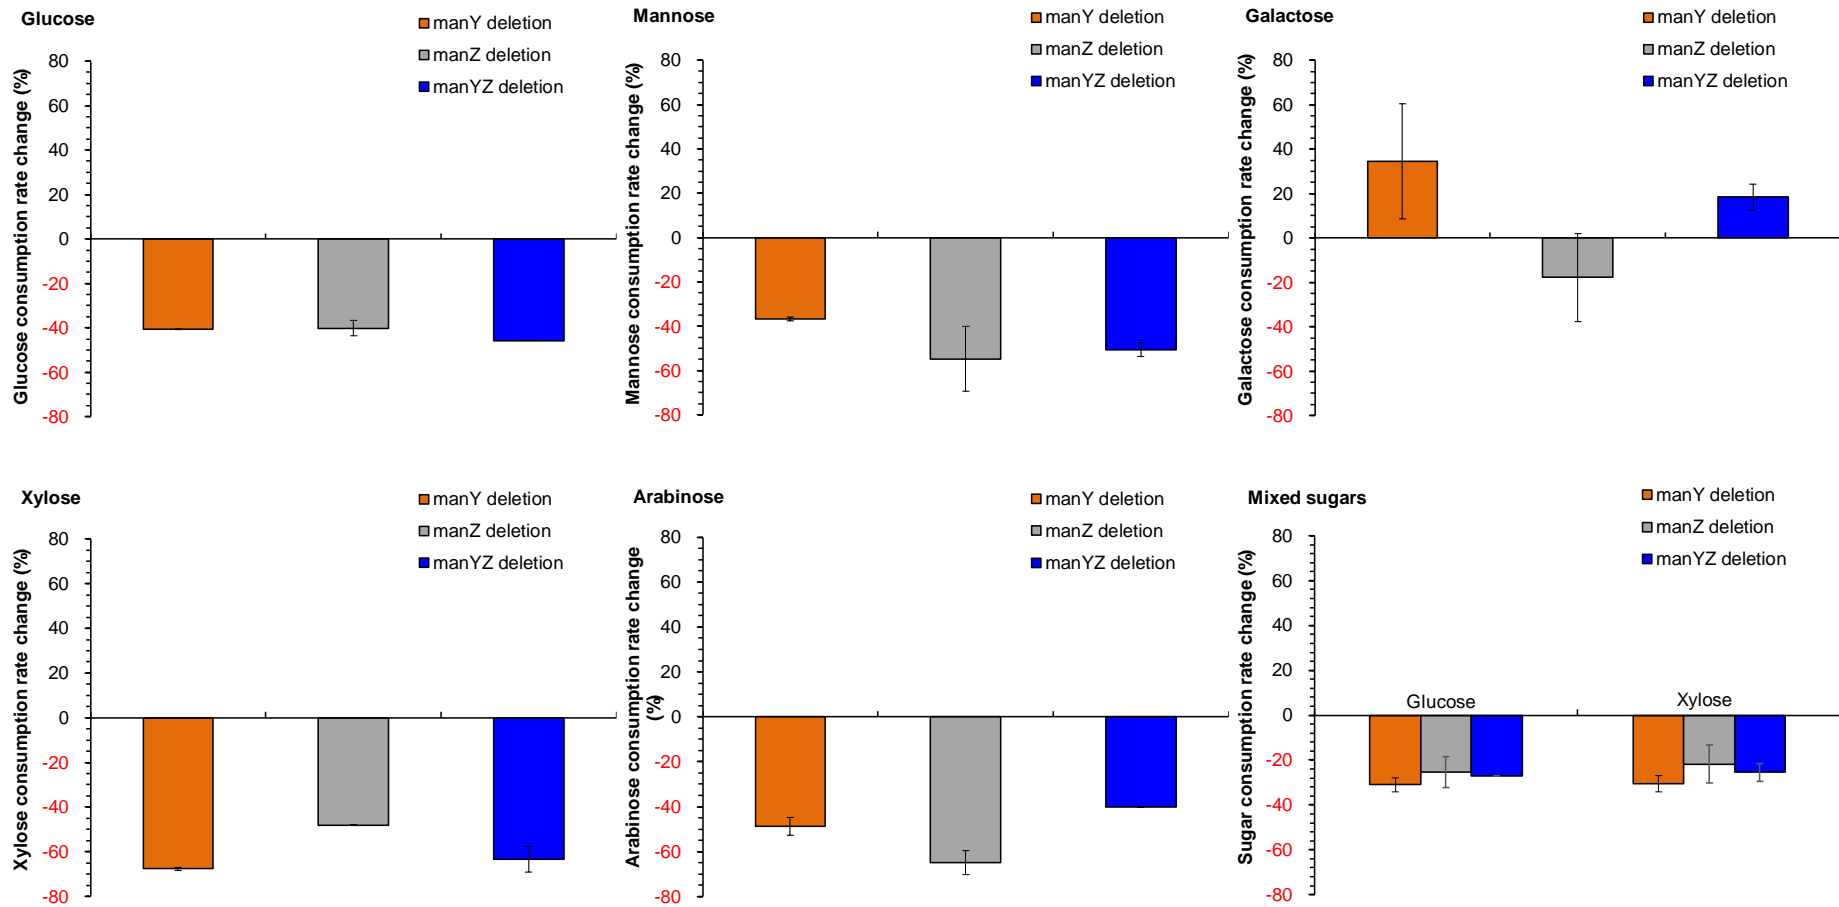 Glucose
manY deletion
manZ deletion
manYZ deletion
Glucose consumption rate change (%)
80
60
40
20
0
-20
-40
-60
-80
Mannose
manY deletion
manZ deletion
manYZ deletion
Mannose consumption rate change (%)
80
60
40
20
0
-20
-40
-60
-80
Galactose
manY deletion
manZ deletion
manYZ deletion
Galactose consumption rate change (%)
80
60
40
20
0
-20
-40
-60
-80
Xylose
manY deletion
manZ deletion
manYZ deletion
Xylose consumption rate change (%)
80
60
40
20
0
-20
-40
-60
-80
Arabinose
manY deletion
manZ deletion
manYZ deletion
Arabinose consumption rate change
(%)
80
60
40
20
0
-20
-40
-60
-80
Mixed sugars
manY deletion
manZ deletion
manYZ deletion
Sugar consumption rate change (%)
80
60
40
20
0
-20
-40
-60
-80
Glucose
Xylose